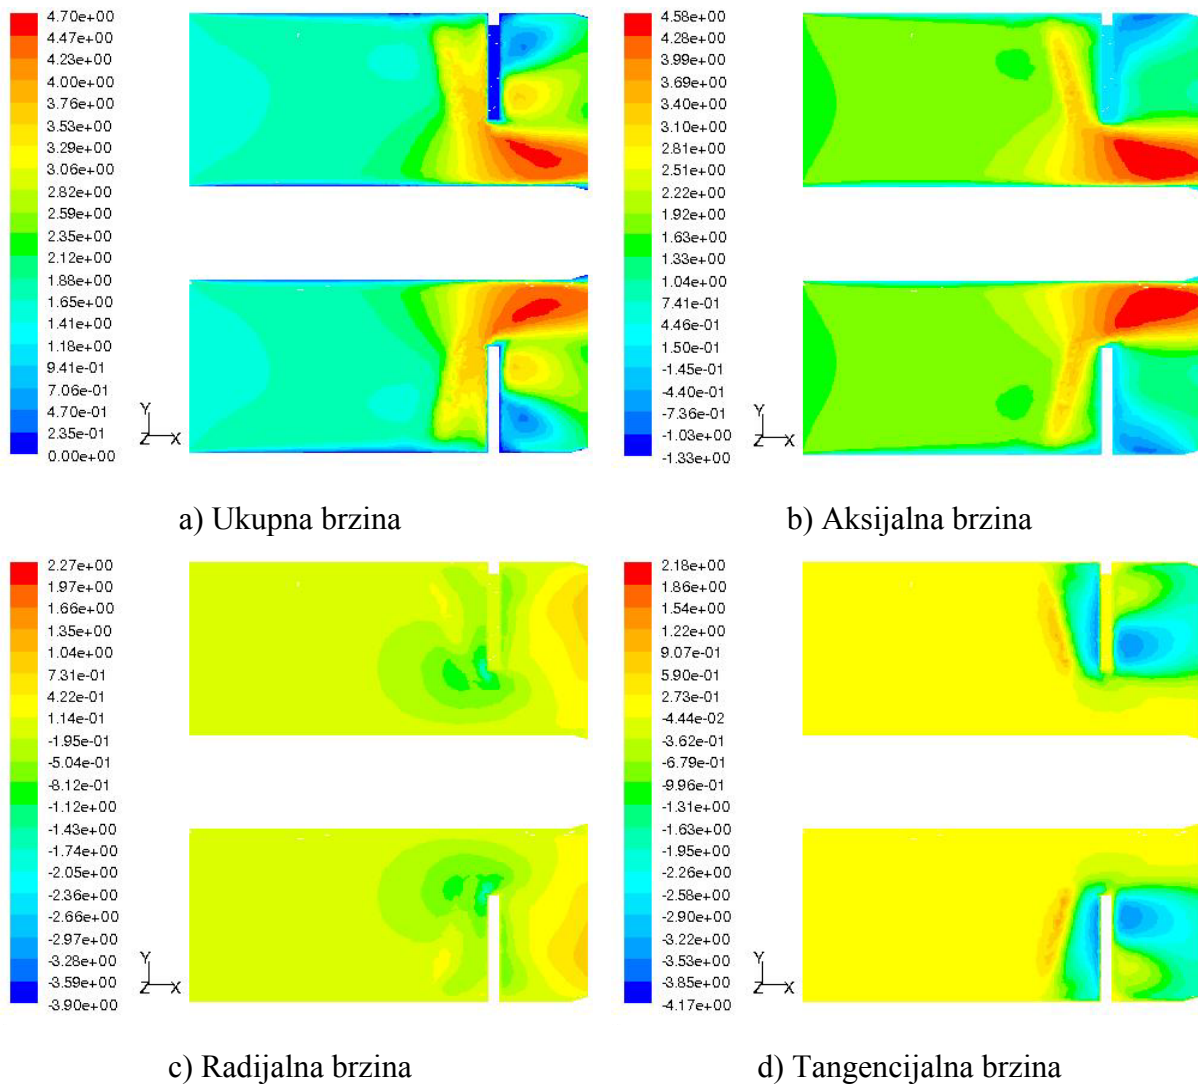 4.70e+00
4.47e+00
4.23e+00
4.00e+00
3.76e+00
3.53e+00
3.29e+00
3.06e+00
2.82e+00
2.59e+00
2.35e+00
2.12e+00
1.88e+00
1.65e+00
1.41e+00
1.18e+00
9.41e-01
7.06e-01
4.70e-01
2.35e-01
0.00e+00
Y
Z X
a) Ukupna brzina
4.58e+00
4.28e+00
3.99e+00
3.69e+00
3.40e+00
3.10e+00
2.81e+00
2.51e+00
2.22e+00
1.92e+00
1.63e+00
1.33e+00
1.04e+00
7.41e-01
4.46e-01
1.50e-01
-1.45e-01
-4.40e-01
-7.36e-01
-1.03e+00
-1.33e+00
Y
Z X
b) Aksijalna brzina
2.27e+00
1.97e+00
1.66e+00
1.35e+00
1.04e+00
7.31e-01
4.22e-01
1.14e-01
-1.95e-01
-5.04e-01
-8.12e-01
-1.12e+00
-1.43e+00
-1.74e+00
-2.05e+00
-2.36e+00
-2.66e+00
-2.97e+00
-3.28e+00
-3.59e+00
-3.90e+00
Y
Z X
c) Radijalna brzina
2.18e+00
1.86e+00
1.54e+00
1.22e+00
9.07e-01
5.90e-01
2.73e-01
-4.44e-02
-3.62e-01
-6.79e-01
-9.96e-01
-1.31e+00
-1.63e+00
-1.95e+00
-2.26e+00
-2.58e+00
-2.90e+00
-3.22e+00
-3.53e+00
-3.85e+00
-4.17e+00
Y
Z X
d) Tangencijalna brzina